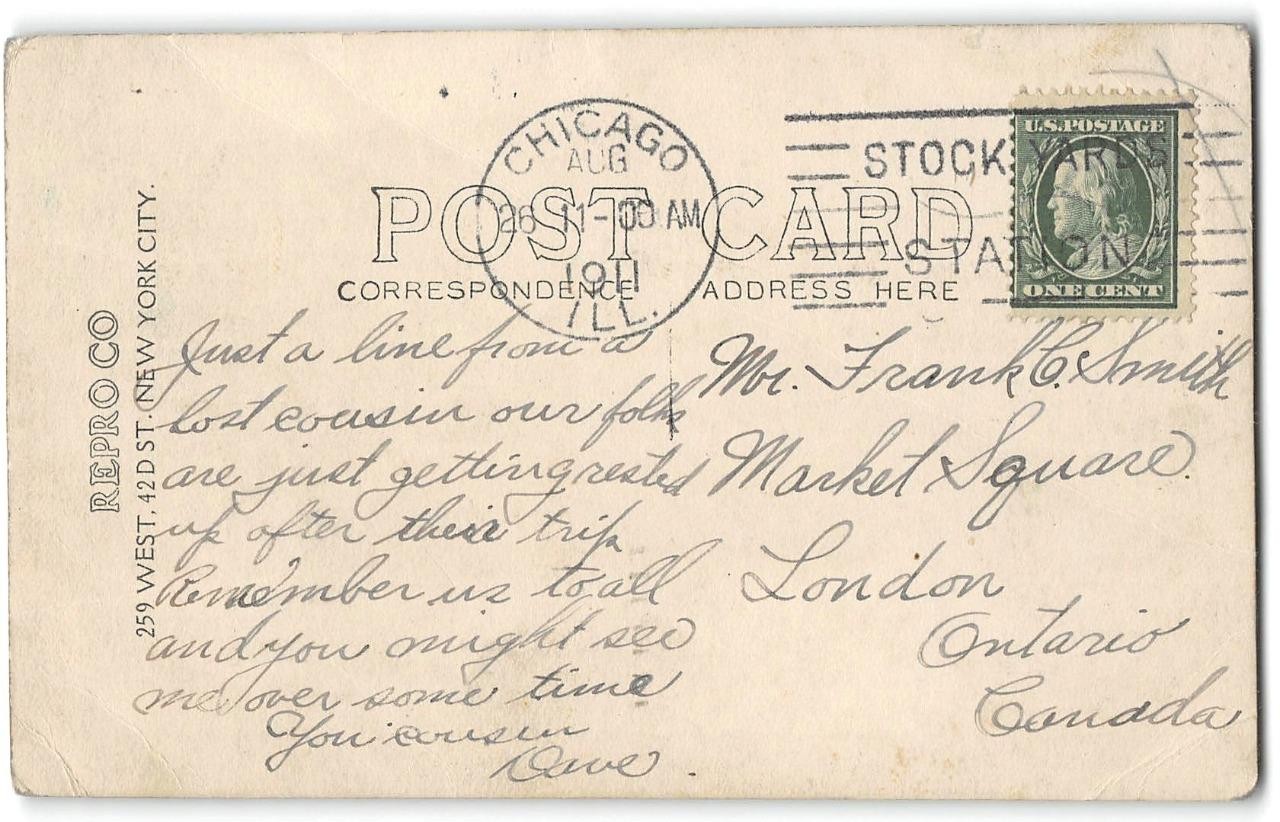 CHICAGO
AUG
26 11-00 AM
1911
ILL.
STOCK YARDS
STATION
U.S. POSTAGE
ONE CENT
POST CARD
CORRESPONDENCE
ADDRESS HERE
REPRO CO
259 WEST, 42D ST. NEW YORK CITY.
Just a line from a
lost cousin our folks
are just getting rested
up after their trip
Remember us to all
and you might see
me over some time
You cousin
Dave.
Mr. Frank C. Smith
Market Square
London
Ontario
Canada